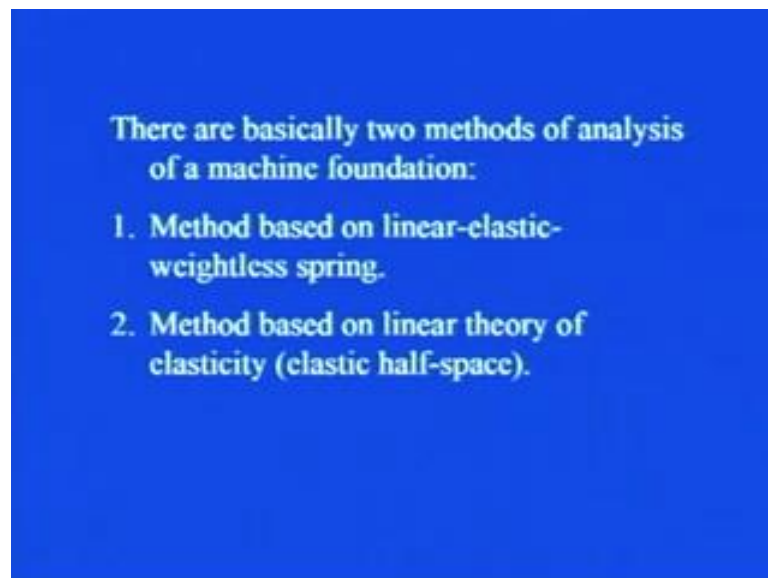 There are basically two methods of analysis
of a machine foundation:
1. Method based on linear-elastic-
weightless spring.
2. Method based on linear theory of
elasticity (elastic half-space).